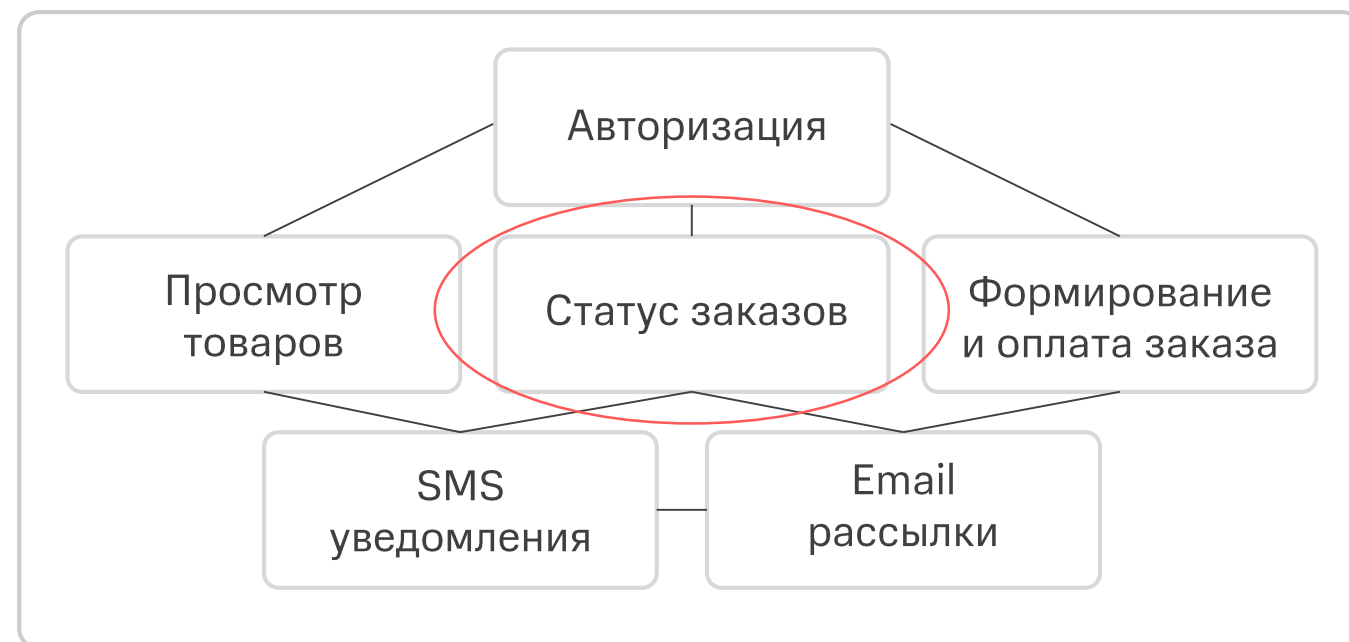 Авторизация
Просмотр
товаров
Статус заказов
Формирование
и оплата заказа
SMS
уведомления
Email
рассылки